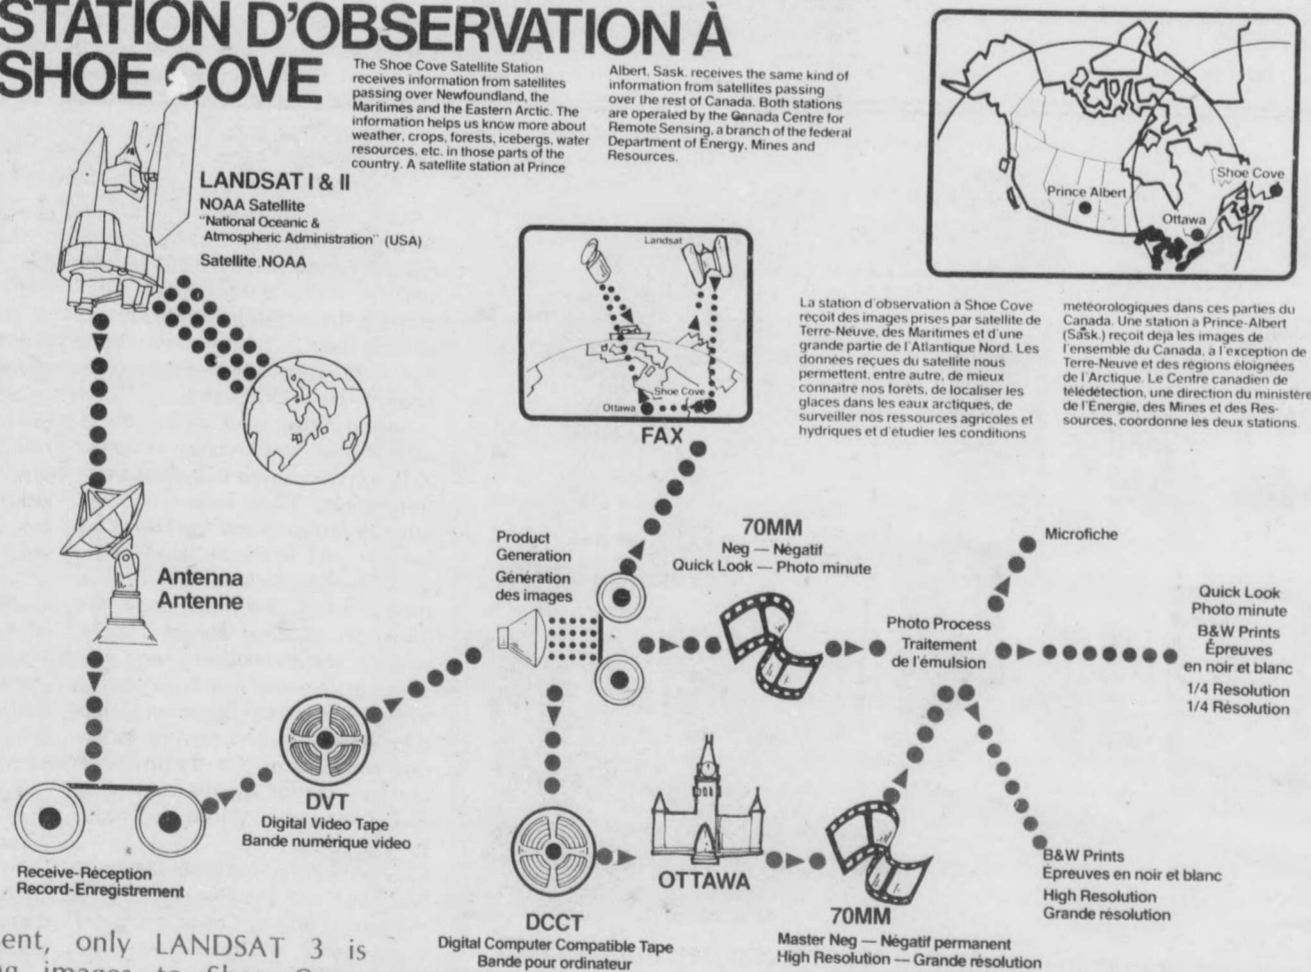 STATION D'OBSERVATION À
SHOE COVE
The Shoe Cove Satellite Station
receives information from satellites
passing over Newfoundland, the
Maritimes and the Eastern Arctic. The
information helps us know more about
weather, crops, forests, icebergs, water
resources, etc. in those parts of the
country. A satellite station at Prince
Albert, Sask. receives the same kind of
information from satellites passing
over the rest of Canada. Both stations
are operated by the Canada Centre for
Remote Sensing, a branch of the federal
Department of Energy, Mines and
Resources.
Prince Albert
Shoe Cove
Ottawa
LANDSAT I & II
NOAA Satellite
"National Oceanic &
Atmospheric Administration" (USA)
Satellite NOAA
Landsat
Shoe Cove
Ottawa
FAX
La station d'observation a Shoe Cove
reçoit des images prises par satellite de
Terre-Neuve, des Maritimes et d'une
grande partie de l'Atlantique Nord. Les
données reçues du satellite nous
permettent, entre autre, de mieux
connaitre nos forêts, de localiser les
glaces dans les eaux arctiques, de
surveiller nos ressources agricoles et
hydriques et d'étudier les conditions
météorologiques dans ces parties du
Canada. Une station a Prince-Albert
(Sask.) reçoit deja les images de
l'ensemble du Canada, à l'exception de
Terre-Neuve et des régions éloignées
de l'Arctique. Le Centre canadien de
télédétection, une direction du ministère
de l'Énergie, des Mines et des Res-
sources, coordonne les deux stations.
Antenna
Antenne
Product
Generation
Génération
des images
70MM
Neg — Négatif
Quick Look — Photo minute
Microfiche
Photo Process
Traitement
de l'émulsion
Quick Look
Photo minute
B&W Prints
Épreuves
en noir et blanc
1/4 Resolution
1/4 Résolution
DVT
Digital Video Tape
Bande numérique video
Receive-Réception
Record-Enregistrement
OTTAWA
DCCT
Digital Computer Compatible Tape
Bande pour ordinateur
70MM
Master Neg — Négatif permanent
High Resolution — Grande résolution
B&W Prints
Épreuves en noir et blanc
High Resolution
Grande résolution
only LANDSAT 3 is
images to Shoe